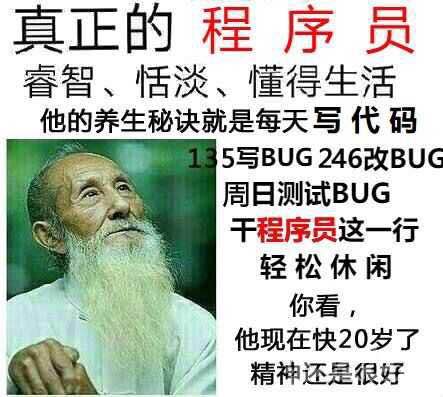 真正的 程 序 员
睿智、恬淡、懂得生活
他的养生秘诀就是每天 写 代 码
135写BUG 246改BUG
周日测试BUG
干程序员这一行
轻 松 休 闲
你看，
他现在快20岁了
精神还是很好